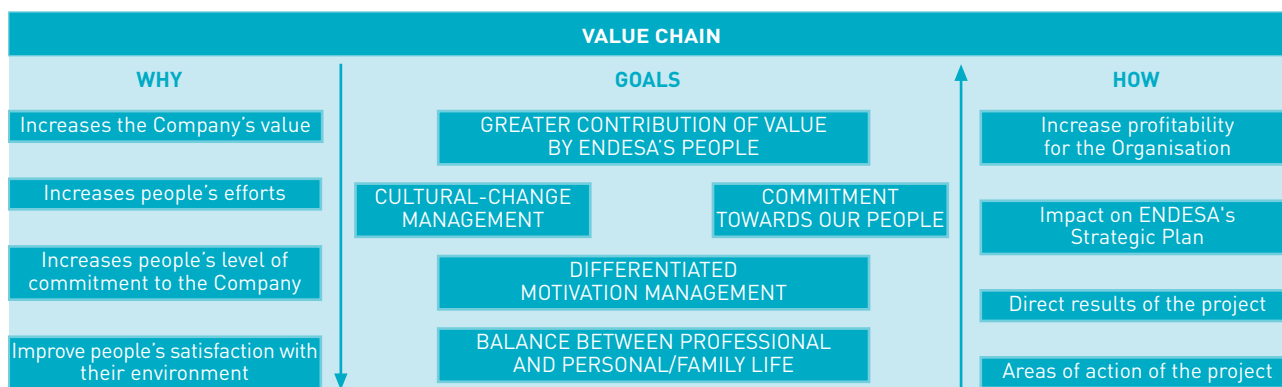 VALUE CHAIN
WHY
Increases the Company's value
Increases people's efforts
Increases people's level of
commitment to the Company
Improve people's satisfaction with
their environment
GOALS
GREATER CONTRIBUTION OF VALUE
BY ENDESA'S PEOPLE
CULTURAL-CHANGE
MANAGEMENT
COMMITMENT
TOWARDS OUR PEOPLE
DIFFERENTIATED
MOTIVATION MANAGEMENT
BALANCE BETWEEN PROFESSIONAL
AND PERSONAL/FAMILY LIFE
HOW
Increase profitability
for the Organisation
Impact on ENDESA's
Strategic Plan
Direct results of the project
Areas of action of the project